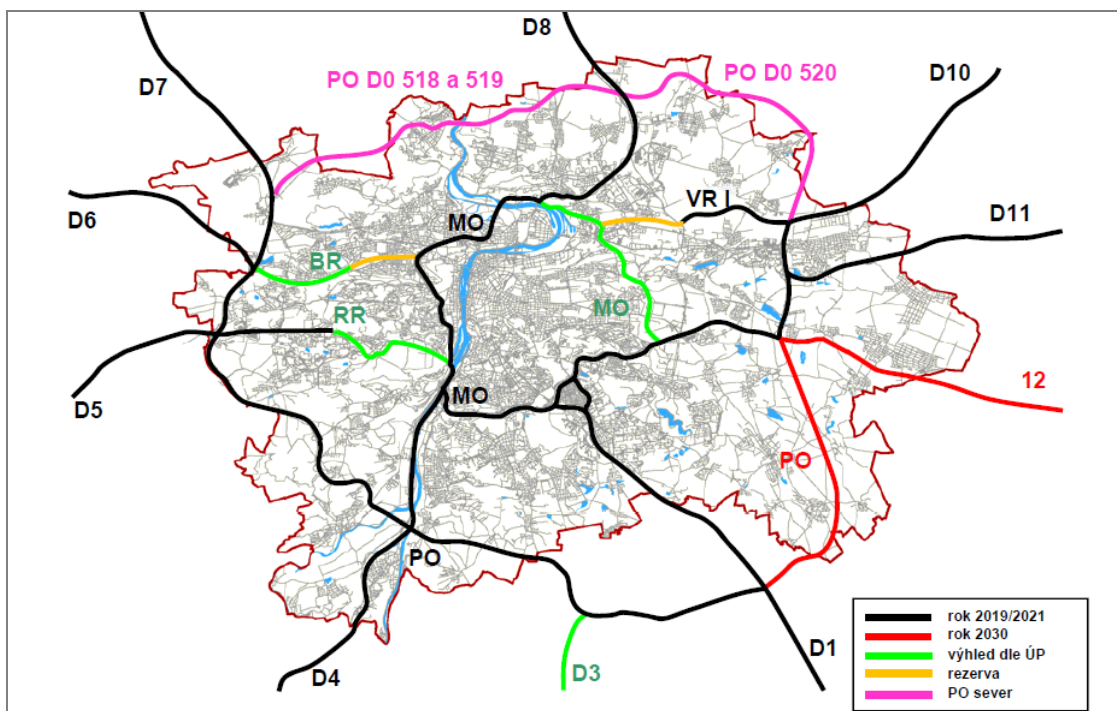 D8
D7
PO D0 518 a 519
PO D0 520
D10
D6
MO
VR I
D11
BR
RR
MO
D5
MO
12
PO
PO
D4
D3
D1
rok 2019/2021
rok 2030
výhled dle ÚP
rezerva
PO sever